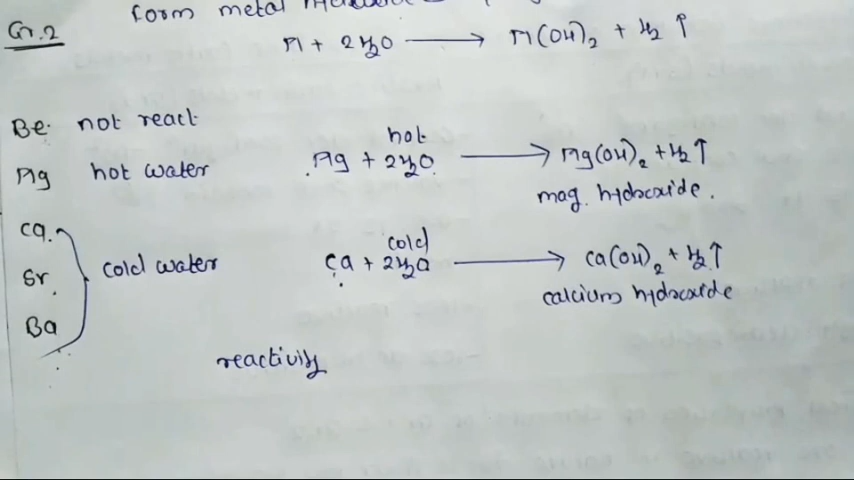 form metal
Gr.2
M + 2H2O → M(OH)2 + H2 ↑
Be not react
Mg hot water
hot
Mg + 2H2O → Mg(OH)2 + H2 ↑
mag. hydroxide.
Ca
Sr
Ba
cold water
cold
Ca + 2H2O → Ca(OH)2 + H2 ↑
calcium hydroxide
reactivity